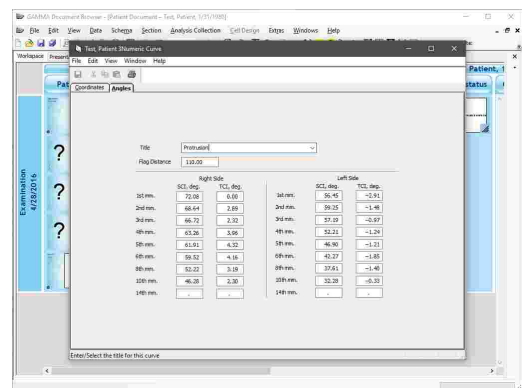 GAMMA Document Browser - [Patient Document -- Test, Patient, 1/31/1980]
File Edit View Data Schema Section Analysis Collection Cell Design Extras Windows Help
Workspace Present
Test, Patient 3Numeric Curve
File Edit View Window Help
Coordinates Angles
Patient, 1
Pat
status
Title Protrusion
Flag Distance 110.00
Right Side Left Side
SCI, deg. TCI, deg. SCI, deg. TCI, deg.
1st mm. 72.08 0.00 1st mm. 56.45 -2.91
2nd mm. 68.64 2.89 2nd mm. 59.25 -1.48
3rd mm. 66.72 2.32 3rd mm. 57.19 -0.97
4th mm. 63.26 3.96 4th mm. 52.21 -1.24
5th mm. 61.91 4.32 5th mm. 46.90 -1.21
6th mm. 59.52 4.16 6th mm. 42.27 -1.85
8th mm. 52.22 3.19 8th mm. 37.61 -1.40
10th mm. 46.28 2.30 10th mm. 32.28 -0.33
14th mm. . . 14th mm. . .
Examination
4/28/2016
?
?
?
Enter/Select the title for this curve